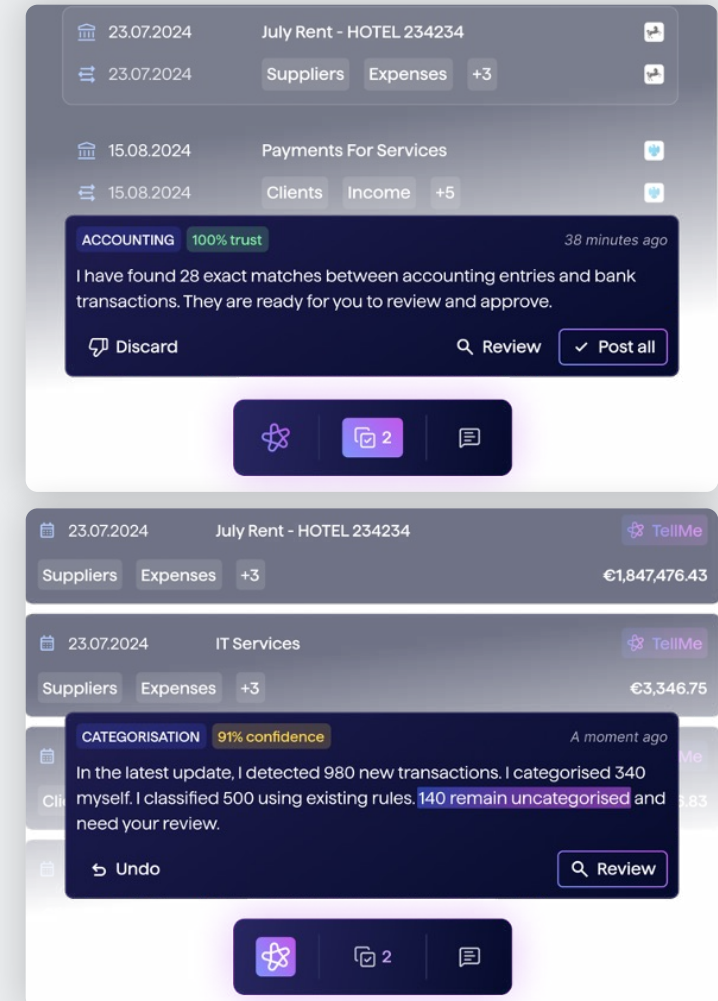 23.07.2024 July Rent - HOTEL 234234
23.07.2024 Suppliers Expenses +3
15.08.2024 Payments For Services
15.08.2024 Clients Income +5
ACCOUNTING 100% trust 38 minutes ago
I have found 28 exact matches between accounting entries and bank
transactions. They are ready for you to review and approve.
Discard Review Post all
2
23.07.2024 July Rent - HOTEL 234234 TellMe
Suppliers Expenses +3 €1,847,476.43
23.07.2024 IT Services TellMe
Suppliers Expenses +3 €3,346.75
CATEGORISATION 91% confidence A moment ago
Me
In the latest update, I detected 980 new transactions. I categorised 340
Cli myself. I classified 500 using existing rules. 140 remain uncategorised and 6.83
need your review.
Undo Review
2